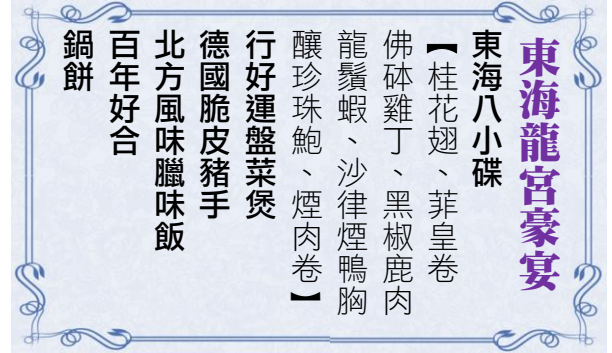 東海龍宮豪宴
東海八小碟
【桂花翅、菲皇卷
佛砵雞丁、黑椒鹿肉
龍鬚蝦、沙律煙鴨胸
釀珍珠鮑、煙肉卷】
行好運盤菜煲
德國脆皮豬手
北方風味臘味飯
百年好合
鍋餅